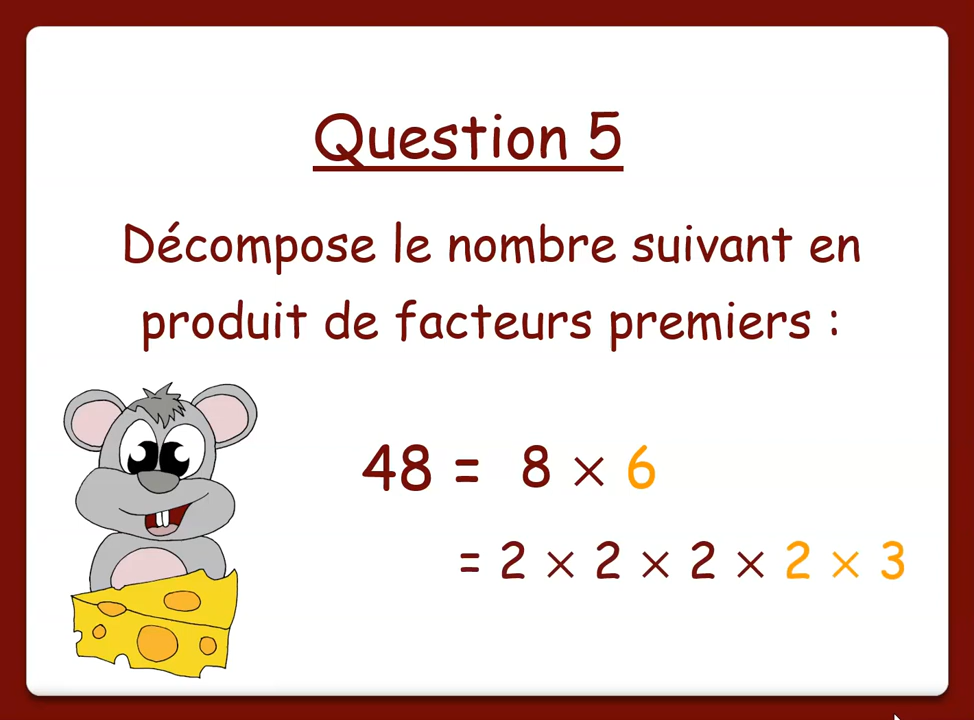 Question 5
Décompose le nombre suivant en
produit de facteurs premiers :
48 = 8 × 6
= 2 × 2 × 2 × 2 × 3